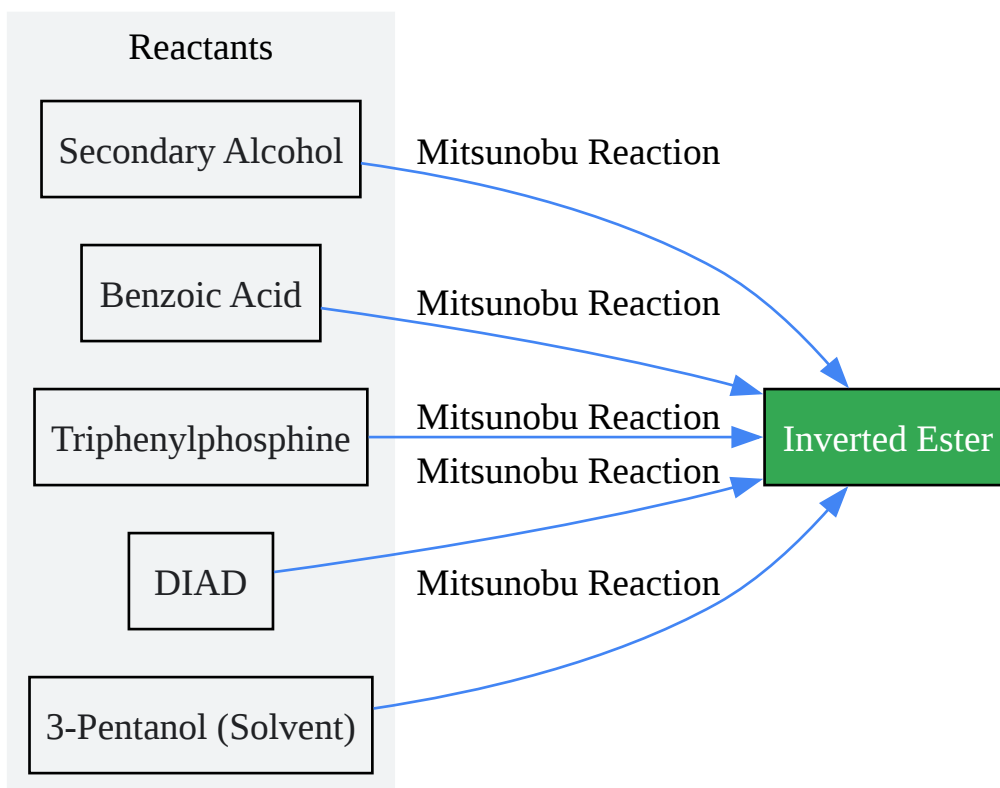 Reactants
Secondary Alcohol
Mitsunobu Reaction
Benzoic Acid
Mitsunobu Reaction
Triphenylphosphine
Mitsunobu Reaction
Inverted Ester
Mitsunobu Reaction
DIAD
Mitsunobu Reaction
3-Pentanol (Solvent)